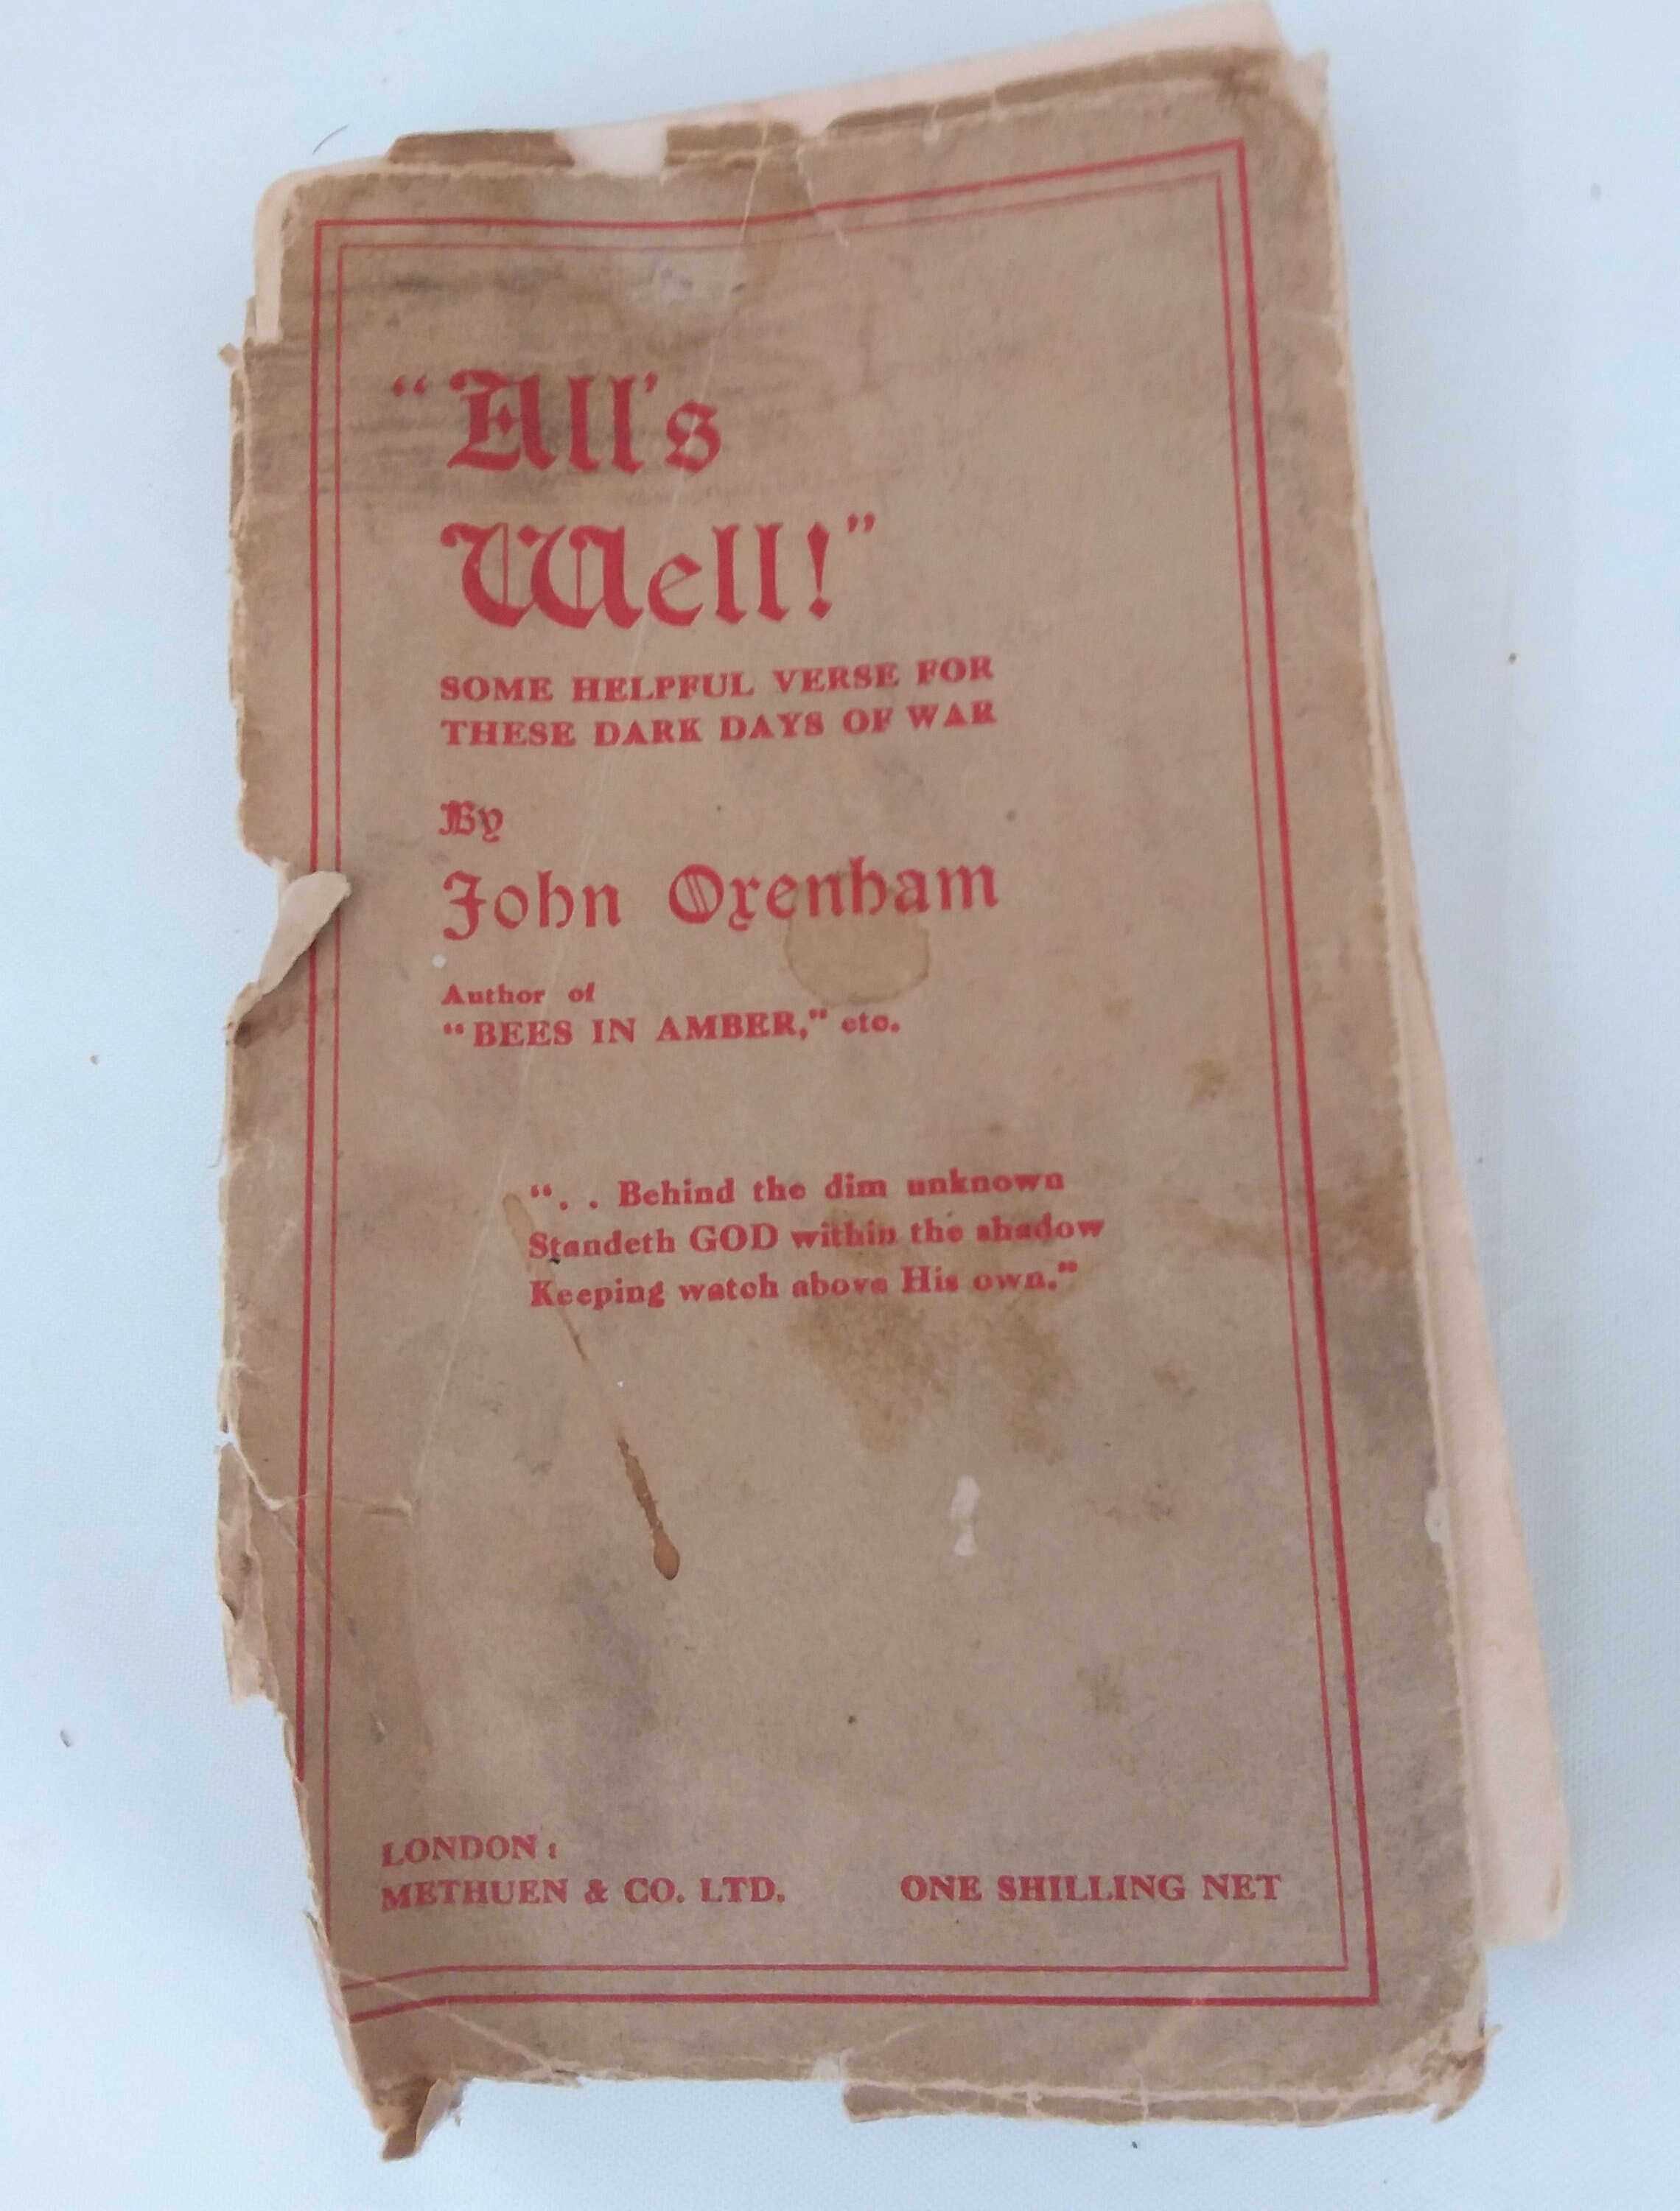 “All's
Well!”
SOME HELPFUL VERSE FOR
THESE DARK DAYS OF WAR
By
John Oxenham
Author of
“BEES IN AMBER,” etc.
“. . Behind the dim unknown
Standeth GOD within the shadow
Keeping watch above His own.”
LONDON:
METHUEN & CO. LTD. ONE SHILLING NET